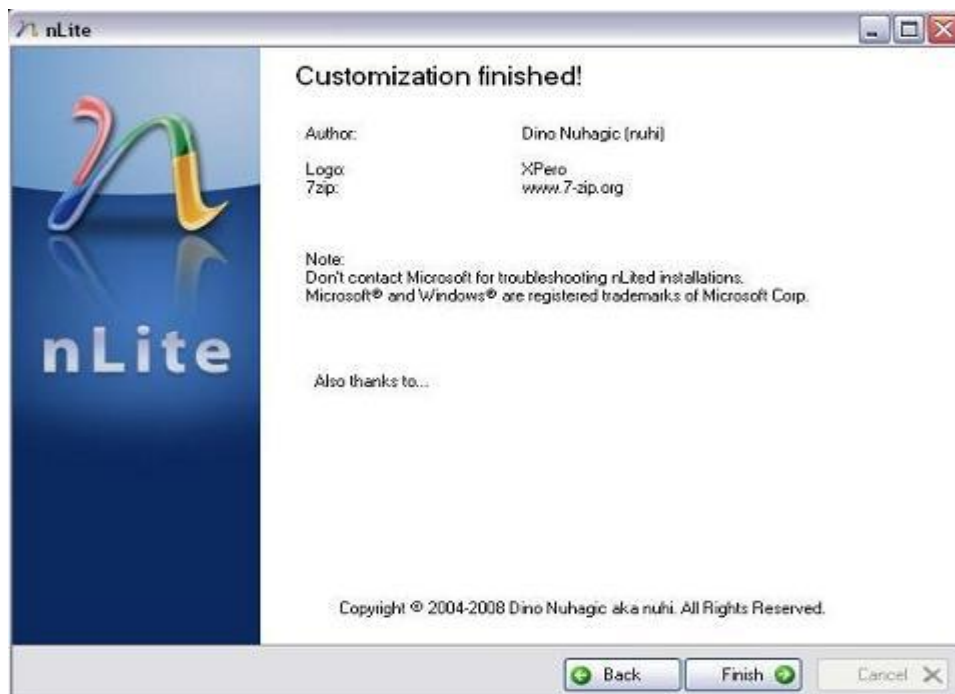 nLite
Customization finished!
Author: Dino Nuhagic (nuhi)
Logo: XPero
7zip: www.7-zip.org
Note:
Don't contact Microsoft for troubleshooting nLited installations.
Microsoft® and Windows® are registered trademarks of Microsoft Corp.
nLite
Also thanks to...
Copyright © 2004-2008 Dino Nuhagic aka nuhi. All Rights Reserved.
Back Finish Cancel